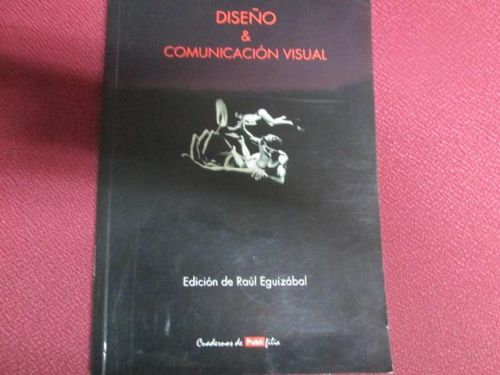 DISEÑO
&
COMUNICACIÓN VISUAL
Edición de Raúl Eguizábal
Cuadernos de Publifilia